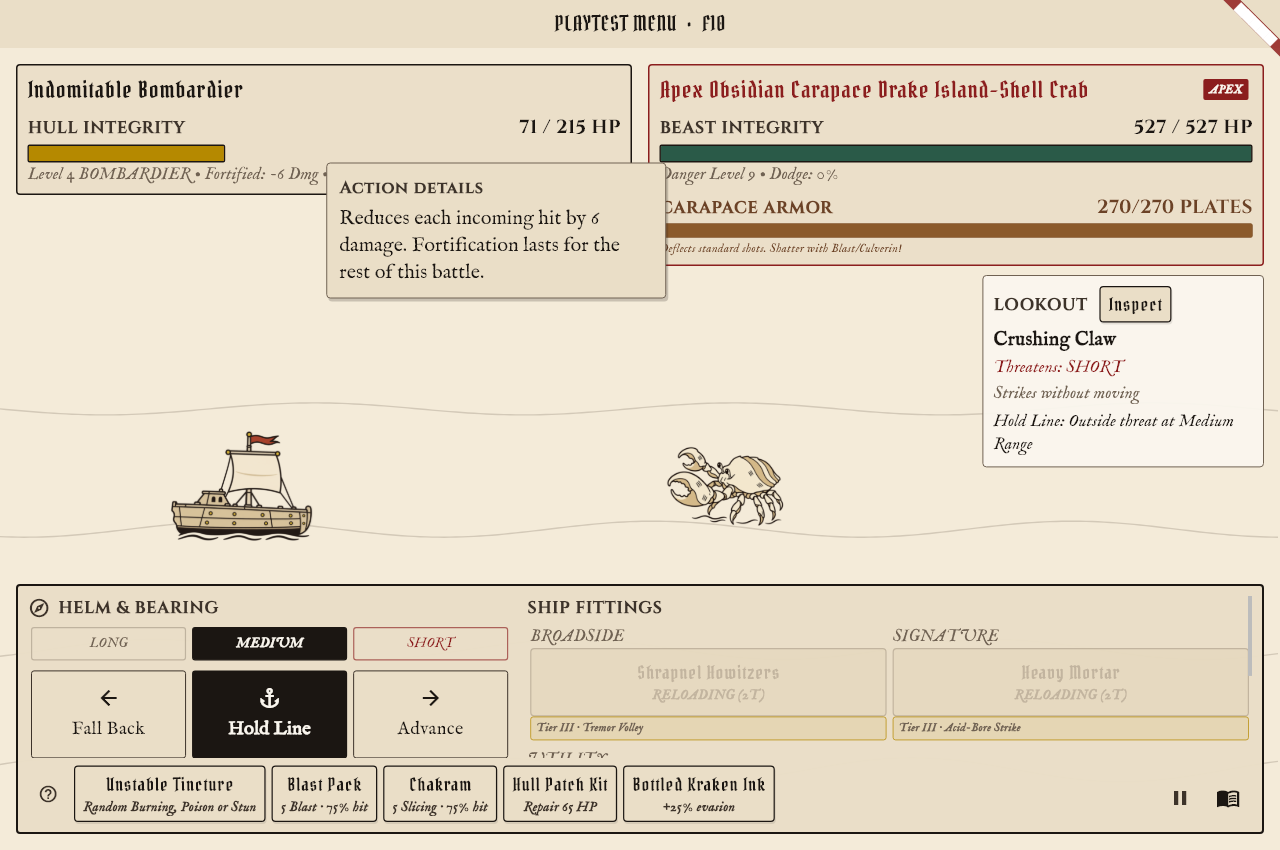 PLAYTEST MENU · F10
Indomitable Bombardier
HULL INTEGRITY
71 / 215 HP
Level 4 BOMBARDIER • Fortified: -6 Dmg •
Apex Obsidian Carapace Drake Island-Shell Crab
APEX
BEAST INTEGRITY
527 / 527 HP
Danger Level 9 • Dodge: 0%
CARAPACE ARMOR
270/270 PLATES
Deflects standard shots. Shatter with Blast/Culverin!
ACTION DETAILS
Reduces each incoming hit by 6
damage. Fortification lasts for the
rest of this battle.
LOOKOUT
Inspect
Crushing Claw
Threatens: SHORT
Strikes without moving
Hold Line: Outside threat at Medium
Range
HELM & BEARING
LONG
MEDIUM
SHORT
Fall Back
Hold Line
Advance
SHIP FITTINGS
BROADSIDE
Shrapnel Howitzers
RELOADING (2T)
Tier III · Tremor Volley
SIGNATURE
Heavy Mortar
RELOADING (2T)
Tier III · Acid-Bore Strike
Unstable Tincture
Random Burning, Poison or Stun
Blast Pack
5 Blast · 75% hit
Chakram
5 Slicing · 75% hit
Hull Patch Kit
Repair 65 HP
Bottled Kraken Ink
+25% evasion